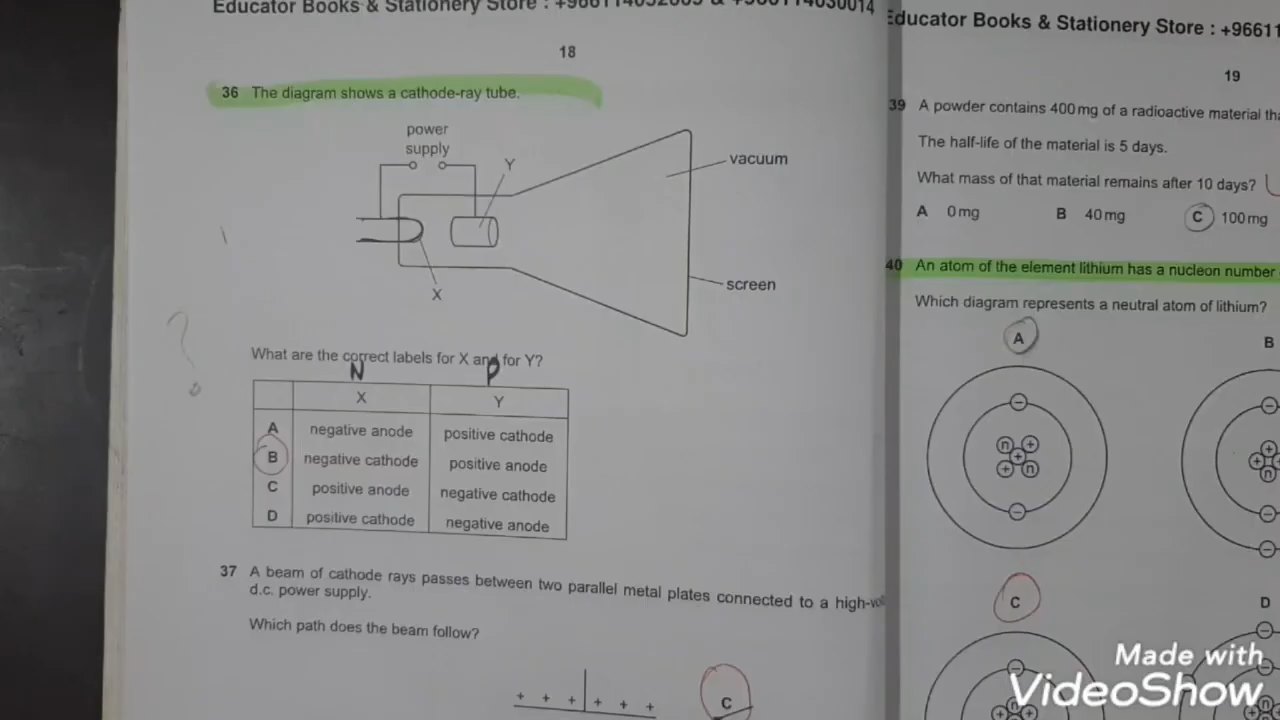 Educator Books & Stationery Store :
18
36 The diagram shows a cathode-ray tube.
power
supply
Y
vacuum
screen
X
What are the correct labels for X and for Y?
N P
X Y
A negative anode positive cathode
B negative cathode positive anode
C positive anode negative cathode
D positive cathode negative anode
37 A beam of cathode rays passes between two parallel metal plates connected to a high-
d.c. power supply.
Which path does the beam follow?
+ + + + + +
C
Educator Books & Stationery Store : +96611
19
39 A powder contains 400 mg of a radioactive material
The half-life of the material is 5 days.
What mass of that material remains after 10 days?
A 0 mg B 40 mg C 100 mg
40 An atom of the element lithium has a nucleon number
Which diagram represents a neutral atom of lithium?
A B
− −
n + +
+ +
+ n n
− −
−
C D
−
− −
n +
Made with
VideoShow